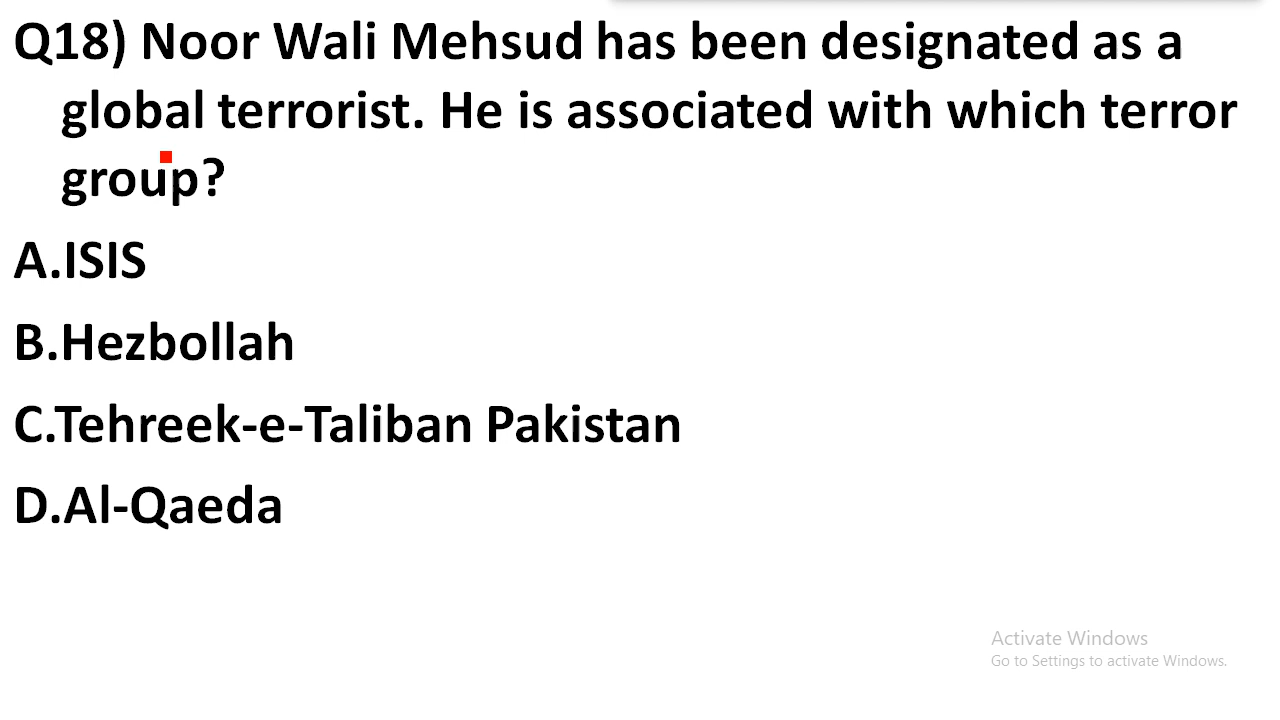 Q18) Noor Wali Mehsud has been designated as a
global terrorist. He is associated with which terror
group?
A.ISIS
B.Hezbollah
C.Tehreek-e-Taliban Pakistan
D.Al-Qaeda
Activate Windows
Go to Settings to activate Windows.